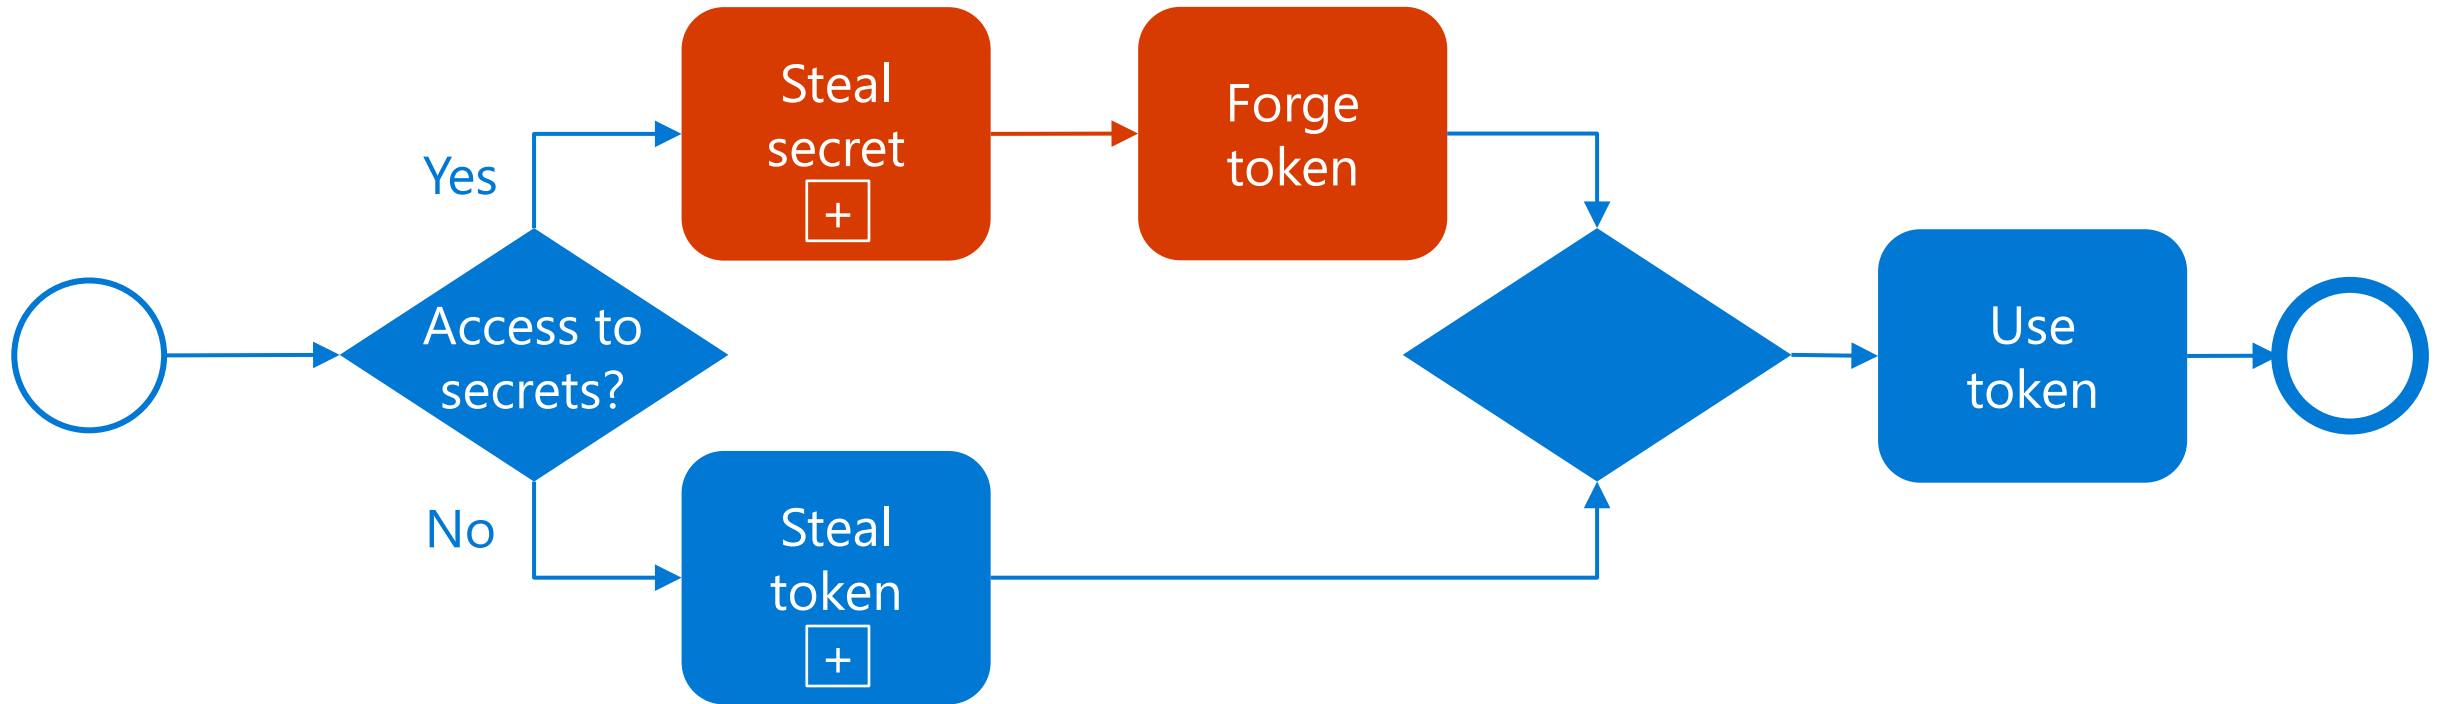 Yes
Steal
secret
+
Forge
token
Access to
secrets?
No
Steal
token
+
Use
token